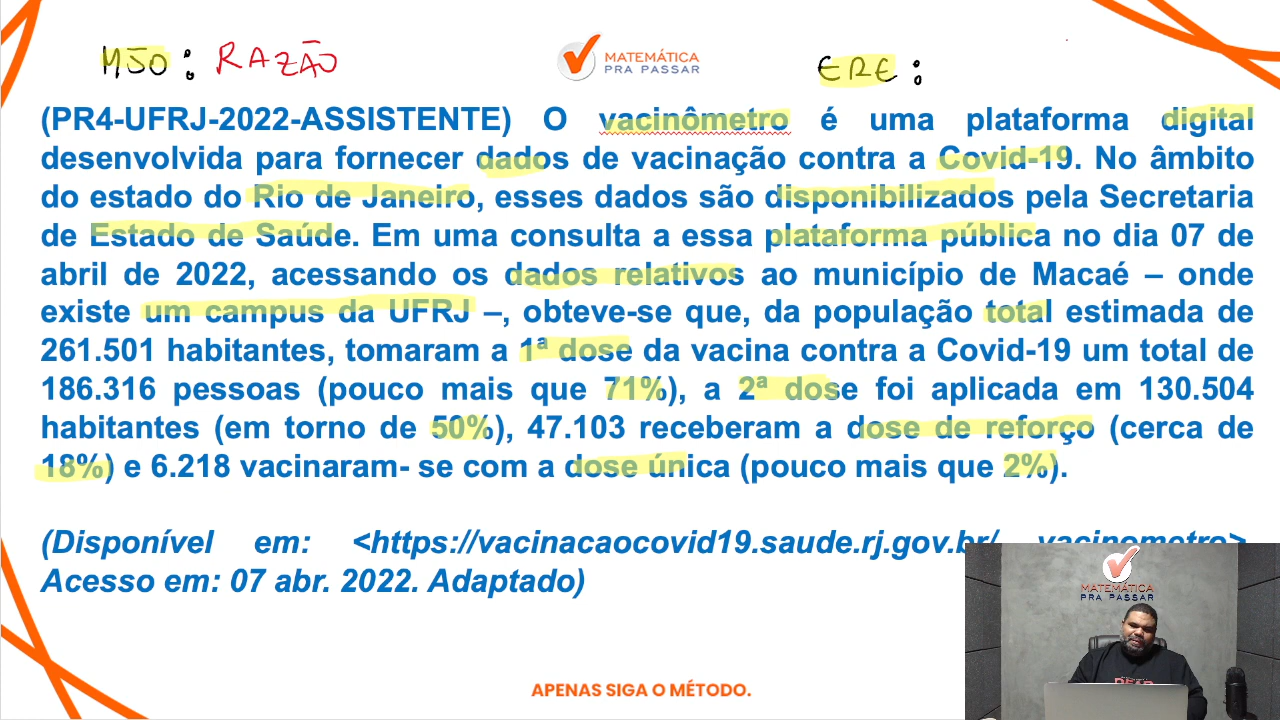 MJO: RAZÃO
MATEMÁTICA
PRA PASSAR
ERE:
(PR4-UFRJ-2022-ASSISTENTE) O vacinômetro é uma plataforma digital
desenvolvida para fornecer dados de vacinação contra a Covid-19. No âmbito
do estado do Rio de Janeiro, esses dados são disponibilizados pela Secretaria
de Estado de Saúde. Em uma consulta a essa plataforma pública no dia 07 de
abril de 2022, acessando os dados relativos ao município de Macaé – onde
existe um campus da UFRJ –, obteve-se que, da população total estimada de
261.501 habitantes, tomaram a 1ª dose da vacina contra a Covid-19 um total de
186.316 pessoas (pouco mais que 71%), a 2ª dose foi aplicada em 130.504
habitantes (em torno de 50%), 47.103 receberam a dose de reforço (cerca de
18%) e 6.218 vacinaram- se com a dose única (pouco mais que 2%).
(Disponível em: <https://vacinacaocovid19.saude.rj.gov.br/ vacinometro>.
Acesso em: 07 abr. 2022. Adaptado)
MATEMÁTICA
PRA PASSAR
APENAS SIGA O MÉTODO.